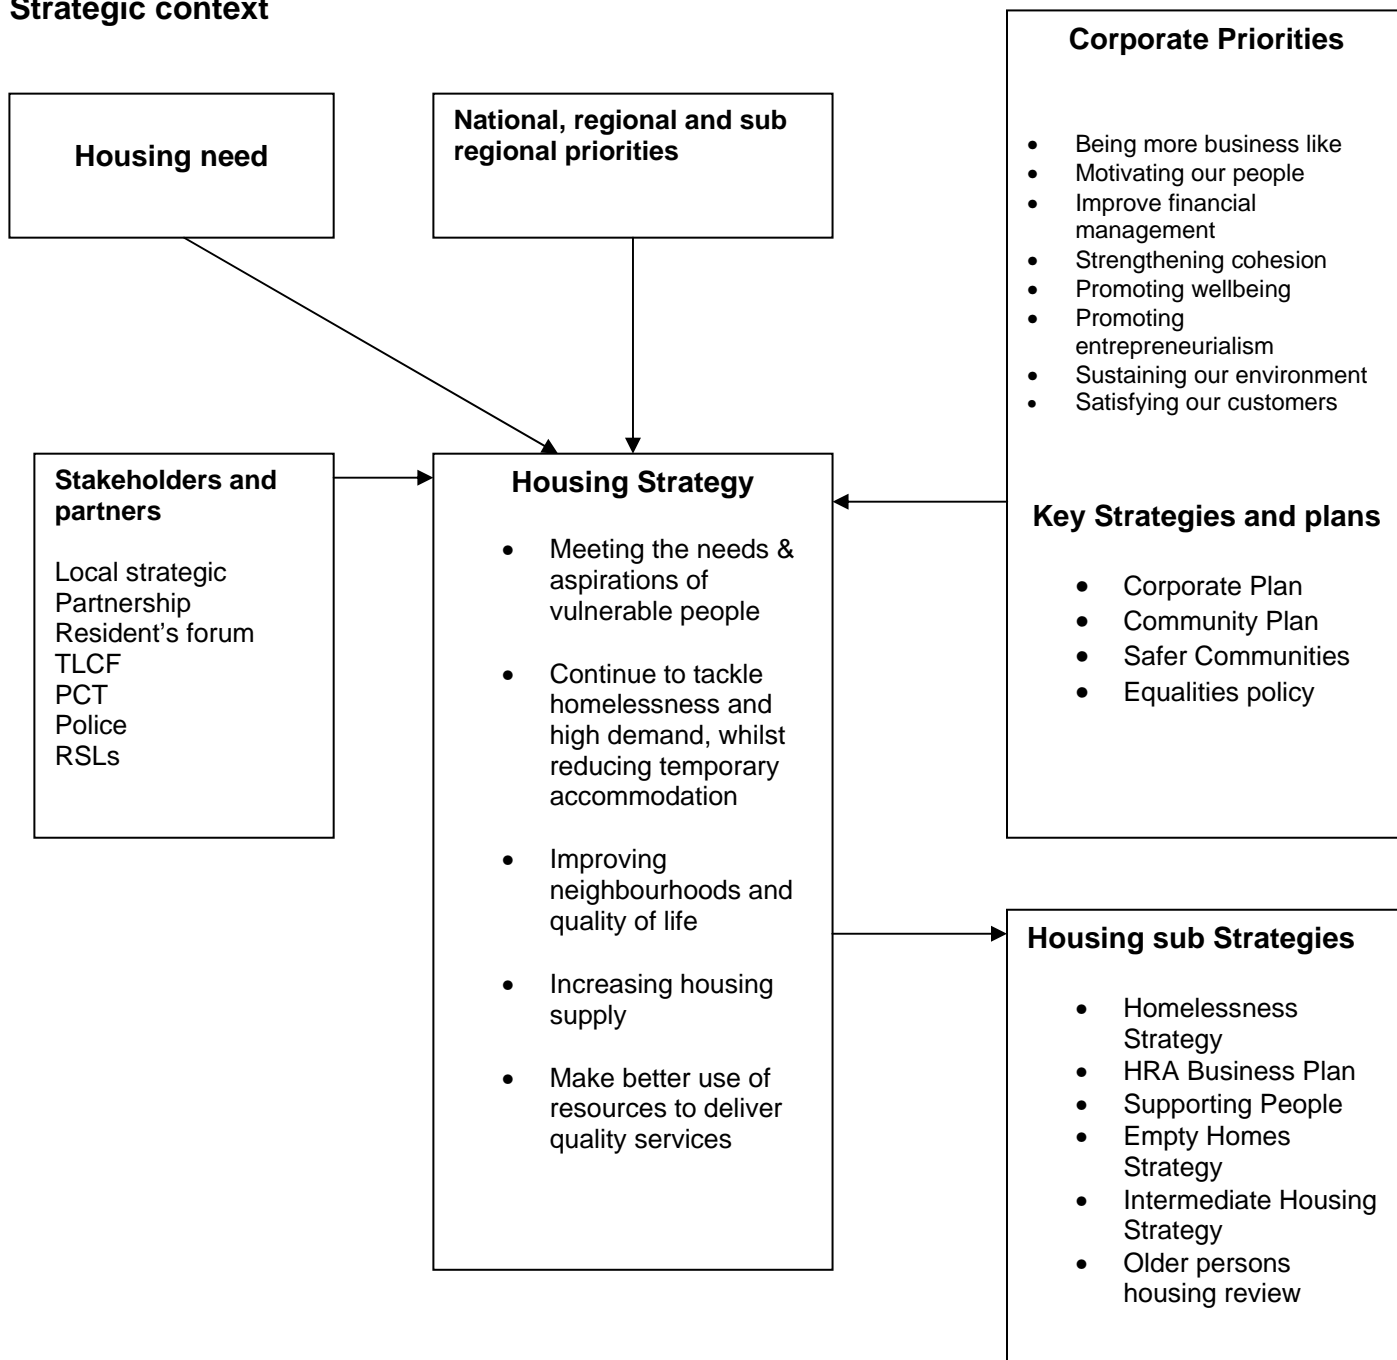 Strategic context
Housing need
National, regional and sub
regional priorities
Corporate Priorities
• Being more business like
• Motivating our people
• Improve financial
management
• Strengthening cohesion
• Promoting wellbeing
• Promoting
entrepreneurialism
• Sustaining our environment
• Satisfying our customers
Key Strategies and plans
• Corporate Plan
• Community Plan
• Safer Communities
• Equalities policy
Stakeholders and
partners
Local strategic
Partnership
Resident’s forum
TLCF
PCT
Police
RSLs
Housing Strategy
• Meeting the needs &
aspirations of
vulnerable people
• Continue to tackle
homelessness and
high demand, whilst
reducing temporary
accommodation
• Improving
neighbourhoods and
quality of life
• Increasing housing
supply
• Make better use of
resources to deliver
quality services
Housing sub Strategies
• Homelessness
Strategy
• HRA Business Plan
• Supporting People
• Empty Homes
Strategy
• Intermediate Housing
Strategy
• Older persons
housing review